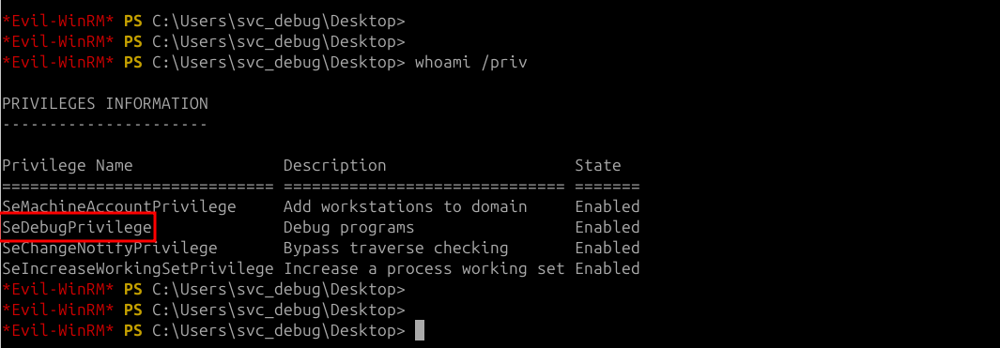 *Evil-WinRM* PS C:\Users\svc_debug\Desktop>
*Evil-WinRM* PS C:\Users\svc_debug\Desktop>
*Evil-WinRM* PS C:\Users\svc_debug\Desktop> whoami /priv
PRIVILEGES INFORMATION
----------------------
Privilege Name Description State
============================= ============================== =======
SeMachineAccountPrivilege Add workstations to domain Enabled
SeDebugPrivilege Debug programs Enabled
SeChangeNotifyPrivilege Bypass traverse checking Enabled
SeIncreaseWorkingSetPrivilege Increase a process working set Enabled
*Evil-WinRM* PS C:\Users\svc_debug\Desktop>
*Evil-WinRM* PS C:\Users\svc_debug\Desktop>
*Evil-WinRM* PS C:\Users\svc_debug\Desktop>